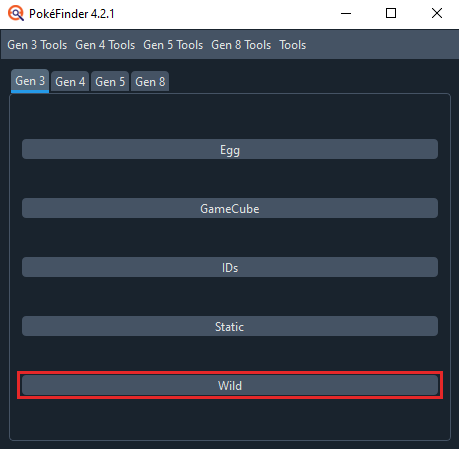 PokéFinder 4.2.1
Gen 3 Tools Gen 4 Tools Gen 5 Tools Gen 8 Tools Tools
Gen 3 Gen 4 Gen 5 Gen 8
Egg
GameCube
IDs
Static
Wild